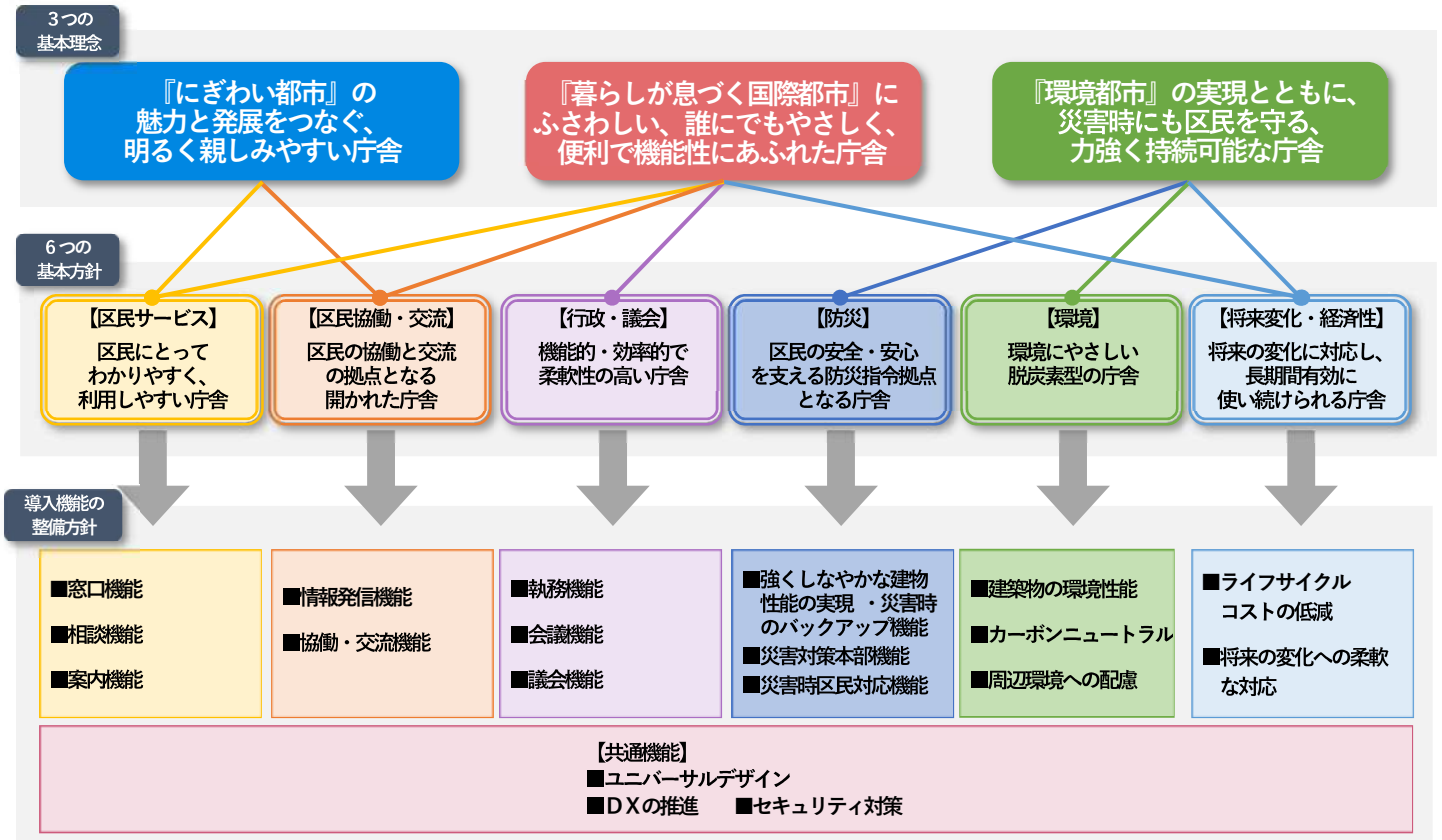 3つの
基本理念
『にぎわい都市』の
魅力と発展をつなぐ、
明るく親しみやすい庁舎
『暮らしが息づく国際都市』に
ふさわしい、誰にでもやさしく、
便利で機能性にあふれた庁舎
『環境都市』の実現とともに、
災害時にも区民を守る、
力強く持続可能な庁舎
6つの
基本方針
【区民サービス】
区民にとって
わかりやすく、
利用しやすい庁舎
【区民協働・交流】
区民の協働と交流
の拠点となる
開かれた庁舎
【行政・議会】
機能的・効率的で
柔軟性の高い庁舎
【防災】
区民の安全・安心
を支える防災指令拠点
となる庁舎
【環境】
環境にやさしい
脱炭素型の庁舎
【将来変化・経済性】
将来の変化に対応し、
長期間有効に
使い続けられる庁舎
導入機能の
整備方針
■窓口機能
■相談機能
■案内機能
■情報発信機能
■協働・交流機能
■執務機能
■会議機能
■議会機能
■強くしなやかな建物
性能の実現 ・災害時
のバックアップ機能
■災害対策本部機能
■災害時区民対応機能
■建築物の環境性能
■カーボンニュートラル
■周辺環境への配慮
■ライフサイクル
コストの低減
■将来の変化への柔軟
な対応
【共通機能】
■ユニバーサルデザイン
■DXの推進 ■セキュリティ対策